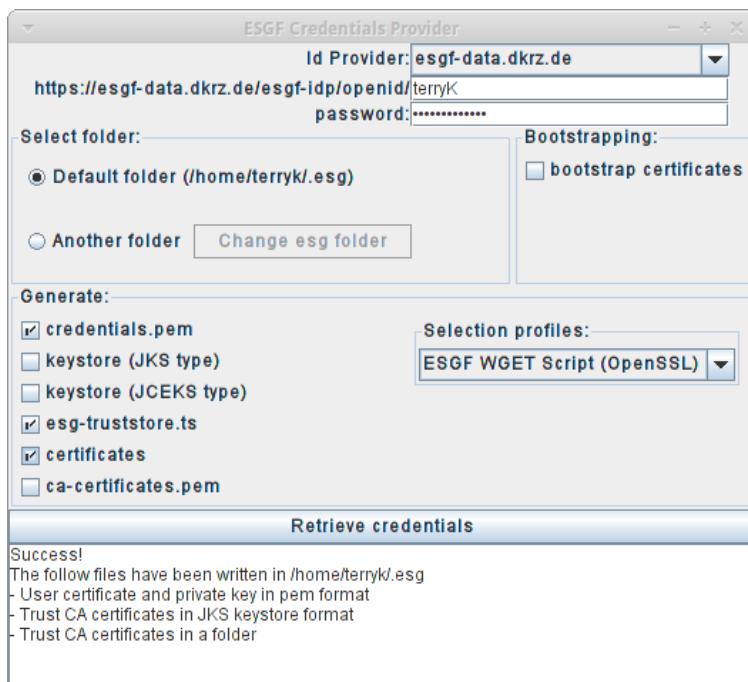 ESGF Credentials Provider
Id Provider: esgf-data.dkrz.de
https://esgf-data.dkrz.de/esgf-idp/openid/ terryK
password: •••••••••••••
Select folder:
Bootstrapping:
Default folder (/home/terryk/.esg)
bootstrap certificates
Another folder Change esg folder
Generate:
credentials.pem
Selection profiles:
keystore (JKS type)
ESGF WGET Script (OpenSSL)
keystore (JCEKS type)
esg-truststore.ts
certificates
ca-certificates.pem
Retrieve credentials
Success!
The follow files have been written in /home/terryk/.esg
- User certificate and private key in pem format
- Trust CA certificates in JKS keystore format
- Trust CA certificates in a folder